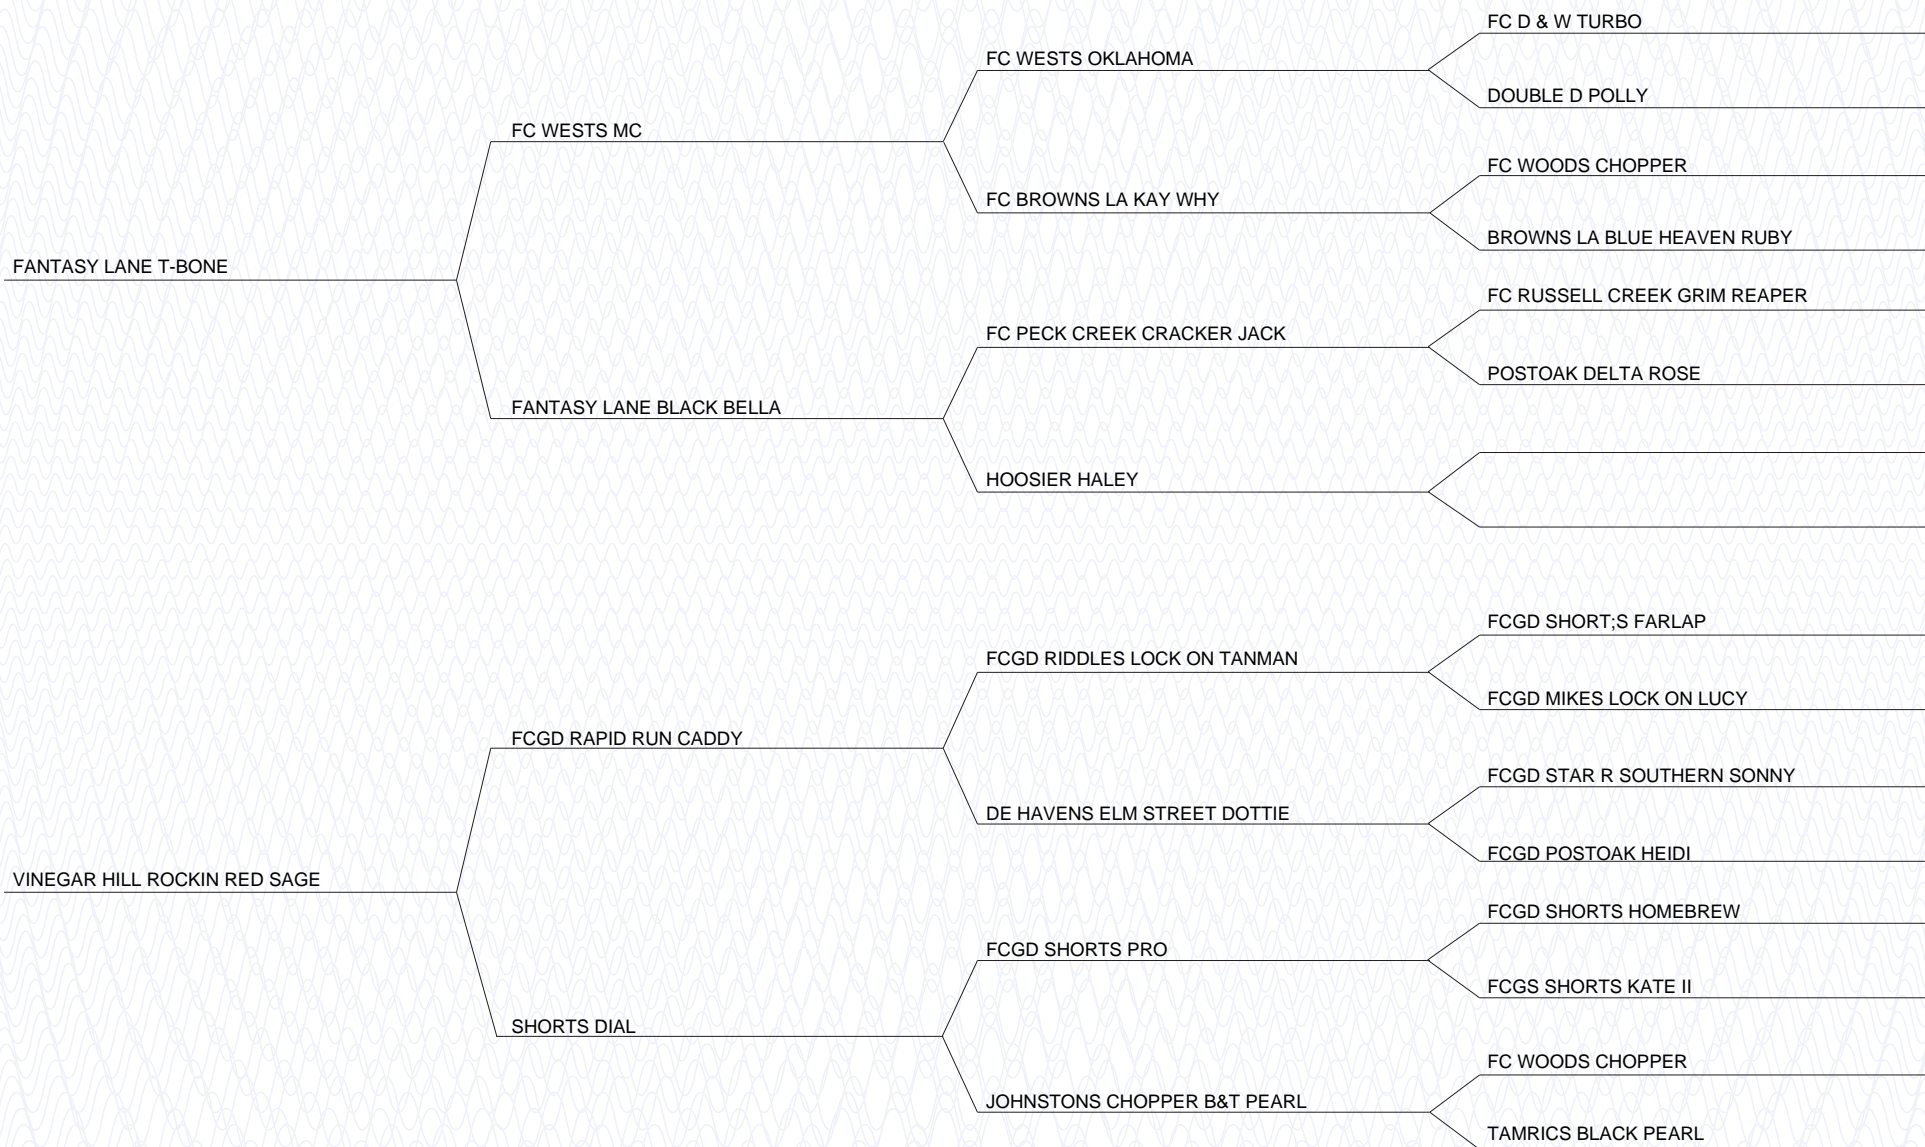 FC D & W TURBO
FC WESTS OKLAHOMA
DOUBLE D POLLY
FC WESTS MC
FC WOODS CHOPPER
FC BROWNS LA KAY WHY
BROWNS LA BLUE HEAVEN RUBY
FANTASY LANE T-BONE
FC RUSSELL CREEK GRIM REAPER
FC PECK CREEK CRACKER JACK
POSTOAK DELTA ROSE
FANTASY LANE BLACK BELLA
HOOSIER HALEY
FCGD SHORT;S FARLAP
FCGD RIDDLES LOCK ON TANMAN
FCGD MIKES LOCK ON LUCY
FCGD RAPID RUN CADDY
FCGD STAR R SOUTHERN SONNY
DE HAVENS ELM STREET DOTTIE
FCGD POSTOAK HEIDI
VINEGAR HILL ROCKIN RED SAGE
FCGD SHORTS HOMEBREW
FCGD SHORTS PRO
FCGS SHORTS KATE II
SHORTS DIAL
FC WOODS CHOPPER
JOHNSTONS CHOPPER B&T PEARL
TAMRICS BLACK PEARL